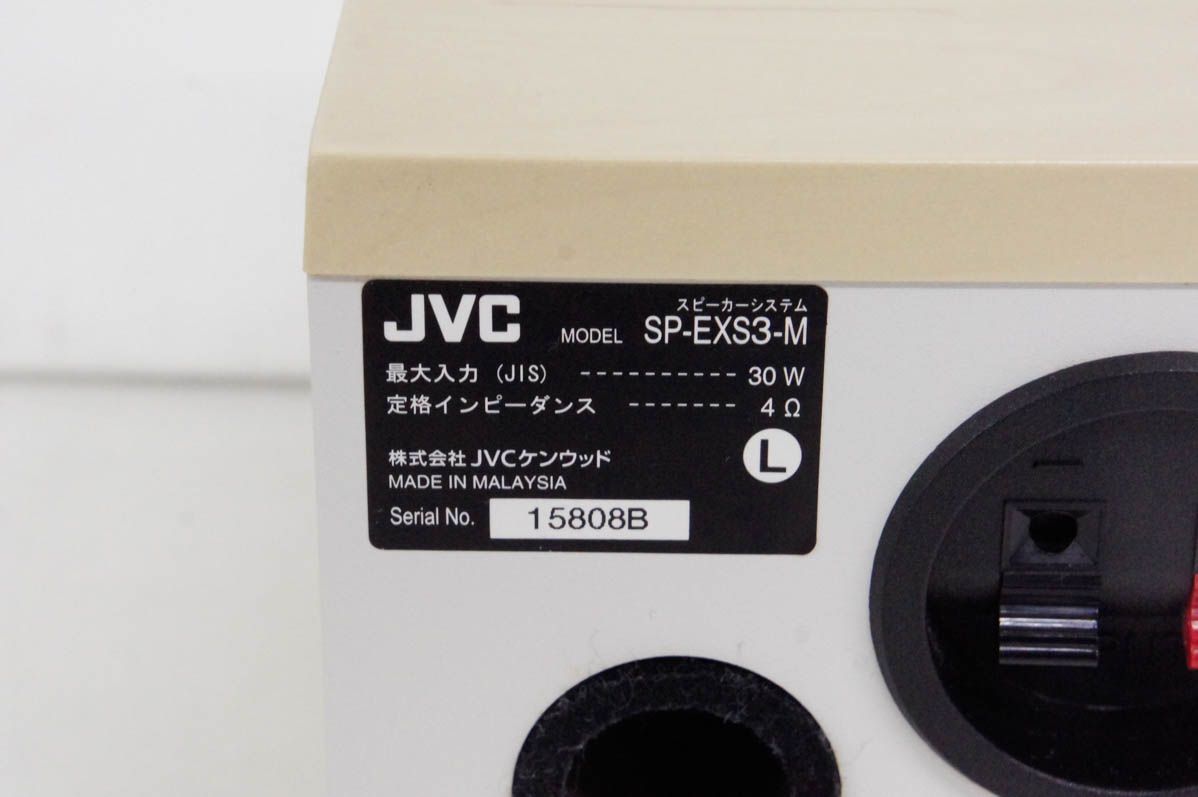 JVC
スピーカーシステム
MODEL SP-EXS3-M
最大入力 (JIS) ---------- 30 W
定格インピーダンス ------- 4 Ω
株式会社 JVCケンウッド
L
MADE IN MALAYSIA
Serial No. 15808B